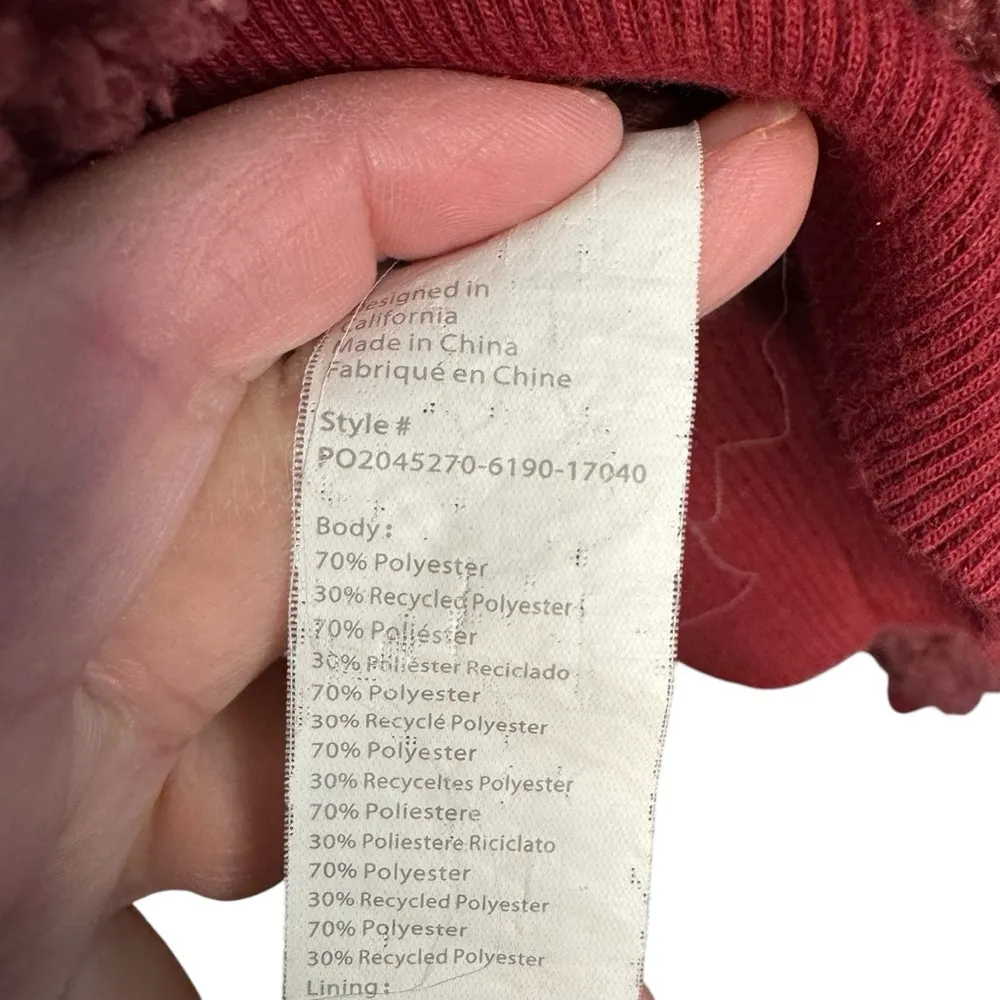 Designed in
California
Made in China
Fabriqué en Chine
Style #
PO2045270-6190-17040
Body:
70% Polyester
30% Recycled Polyester
70% Poliéster
30% Poliéster Reciclado
70% Polyester
30% Recyclé Polyester
70% Polyester
30% Recyceltes Polyester
70% Poliestere
30% Poliestere Riciclato
70% Polyester
30% Recycled Polyester
70% Polyester
30% Recycled Polyester
Lining: